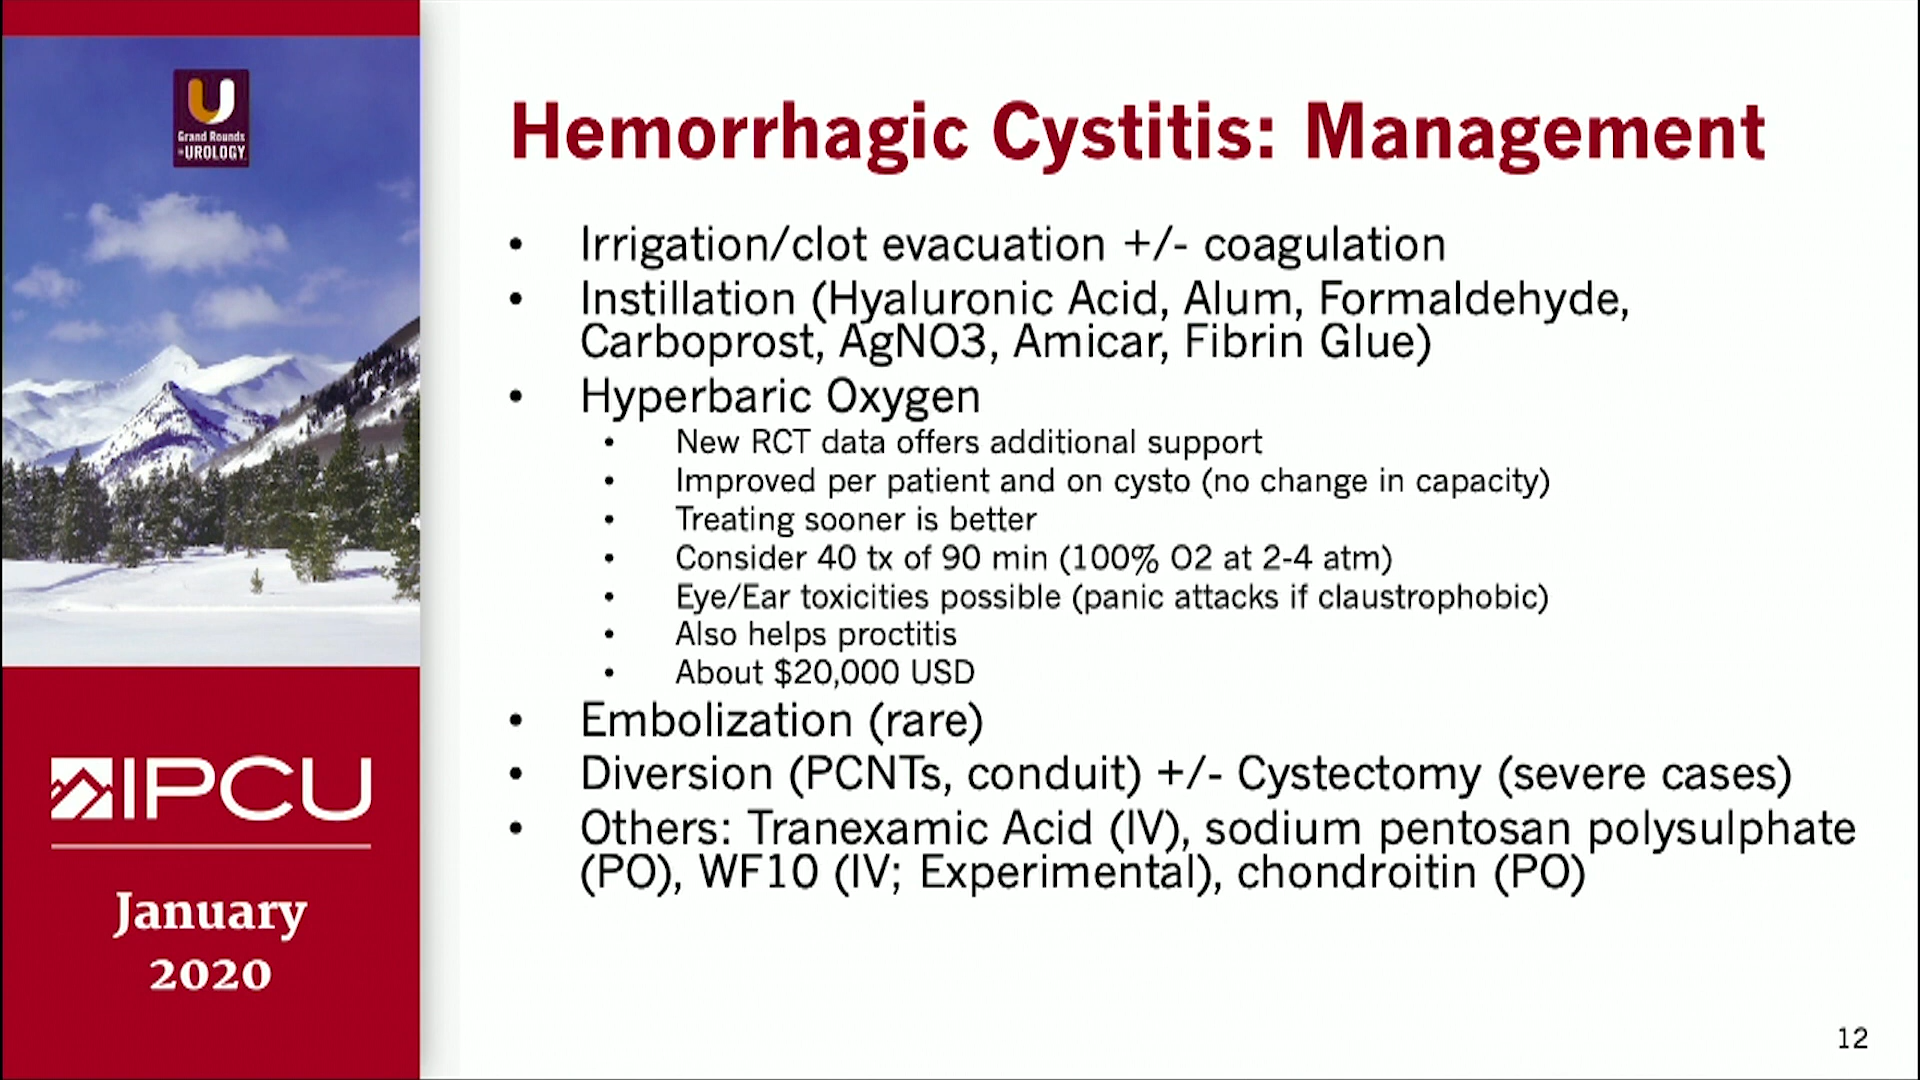 Grand Rounds
in UROLOGY
IPCU
January
2020
Hemorrhagic Cystitis: Management
• Irrigation/clot evacuation +/- coagulation
• Instillation (Hyaluronic Acid, Alum, Formaldehyde,
Carboprost, AgNO3, Amicar, Fibrin Glue)
• Hyperbaric Oxygen
• New RCT data offers additional support
• Improved per patient and on cysto (no change in capacity)
• Treating sooner is better
• Consider 40 tx of 90 min (100% O2 at 2-4 atm)
• Eye/Ear toxicities possible (panic attacks if claustrophobic)
• Also helps proctitis
• About $20,000 USD
• Embolization (rare)
• Diversion (PCNTs, conduit) +/- Cystectomy (severe cases)
• Others: Tranexamic Acid (IV), sodium pentosan polysulphate
(PO), WF10 (IV; Experimental), chondroitin (PO)
12